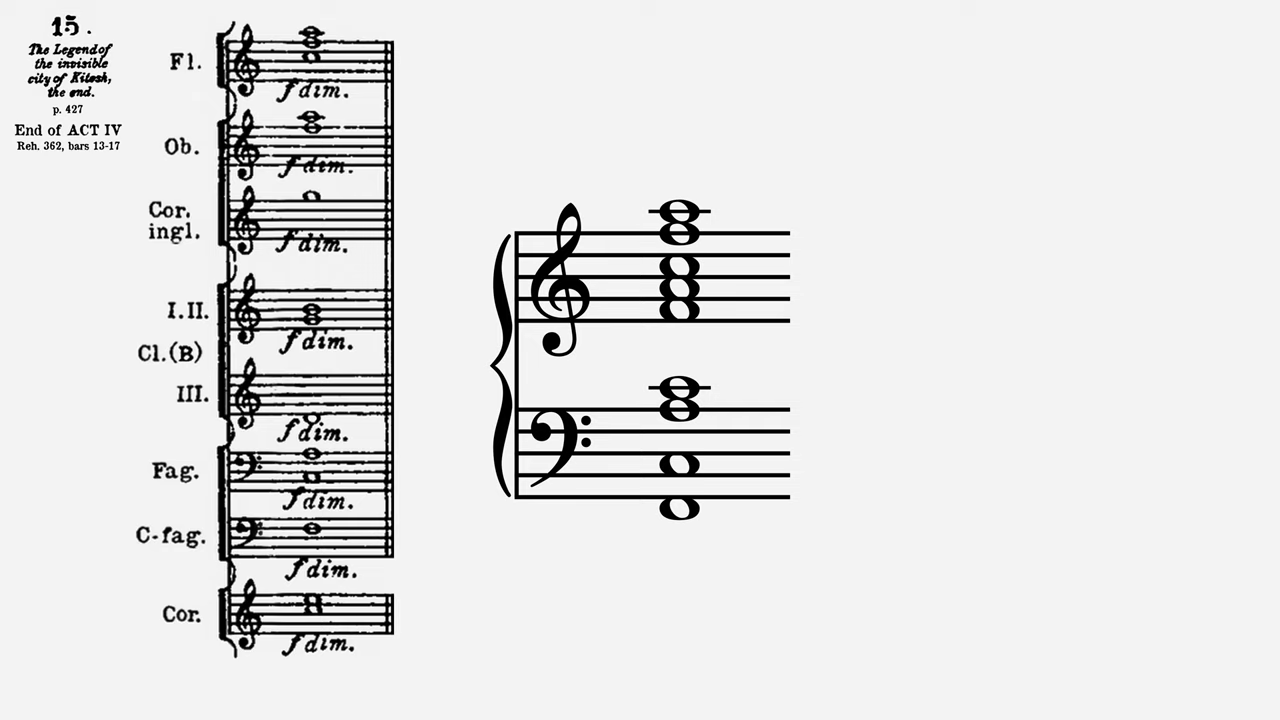 15.
The Legend of
the invisible
city of Kitesh,
the end.
p. 427
End of ACT IV
Reh. 362, bars 13-17
Fl.
f dim.
Ob.
f dim.
Cor.
ingl.
f dim.
I.II.
f dim.
Cl.(B)
III.
f dim.
Fag.
f dim.
C-fag.
f dim.
Cor.
f dim.